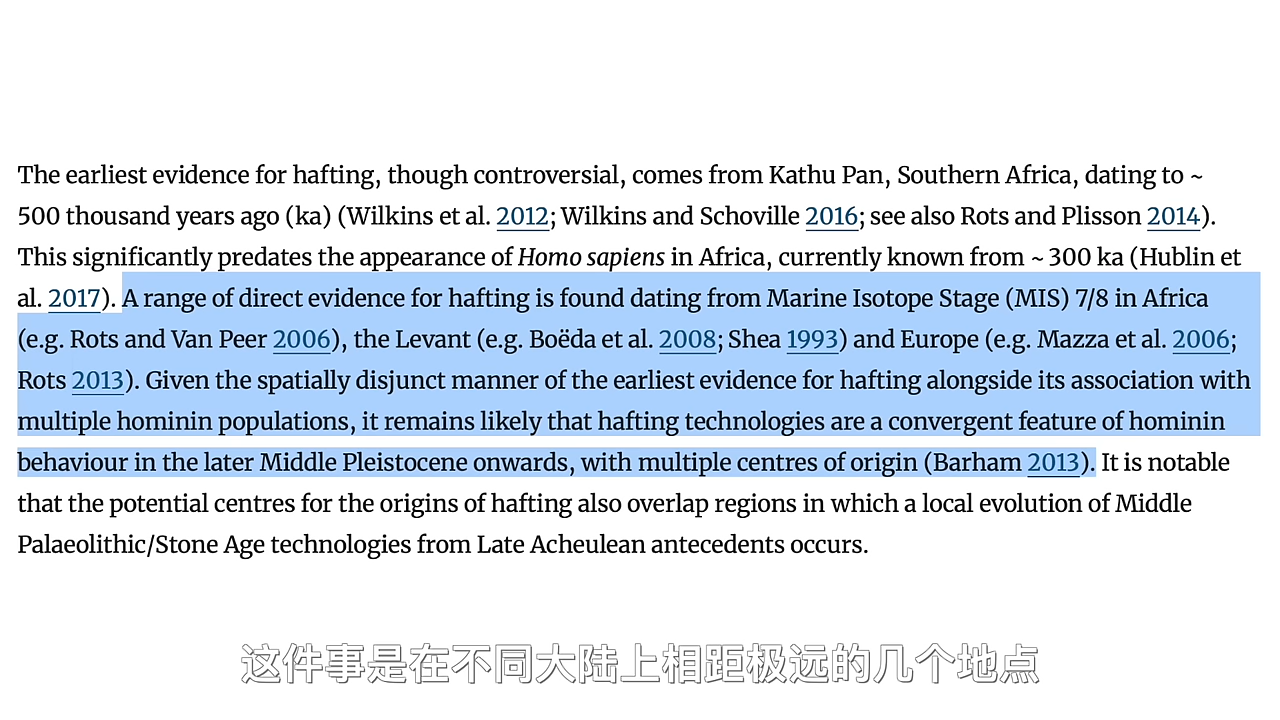 The earliest evidence for hafting, though controversial, comes from Kathu Pan, Southern Africa, dating to ~
500 thousand years ago (ka) (Wilkins et al. 2012; Wilkins and Schoville 2016; see also Rots and Plisson 2014).
This significantly predates the appearance of Homo sapiens in Africa, currently known from ~ 300 ka (Hublin et
al. 2017). A range of direct evidence for hafting is found dating from Marine Isotope Stage (MIS) 7/8 in Africa
(e.g. Rots and Van Peer 2006), the Levant (e.g. Boëda et al. 2008; Shea 1993) and Europe (e.g. Mazza et al. 2006;
Rots 2013). Given the spatially disjunct manner of the earliest evidence for hafting alongside its association with
multiple hominin populations, it remains likely that hafting technologies are a convergent feature of hominin
behaviour in the later Middle Pleistocene onwards, with multiple centres of origin (Barham 2013). It is notable
that the potential centres for the origins of hafting also overlap regions in which a local evolution of Middle
Palaeolithic/Stone Age technologies from Late Acheulean antecedents occurs.
这件事是在不同大陆上相距极远的几个地点